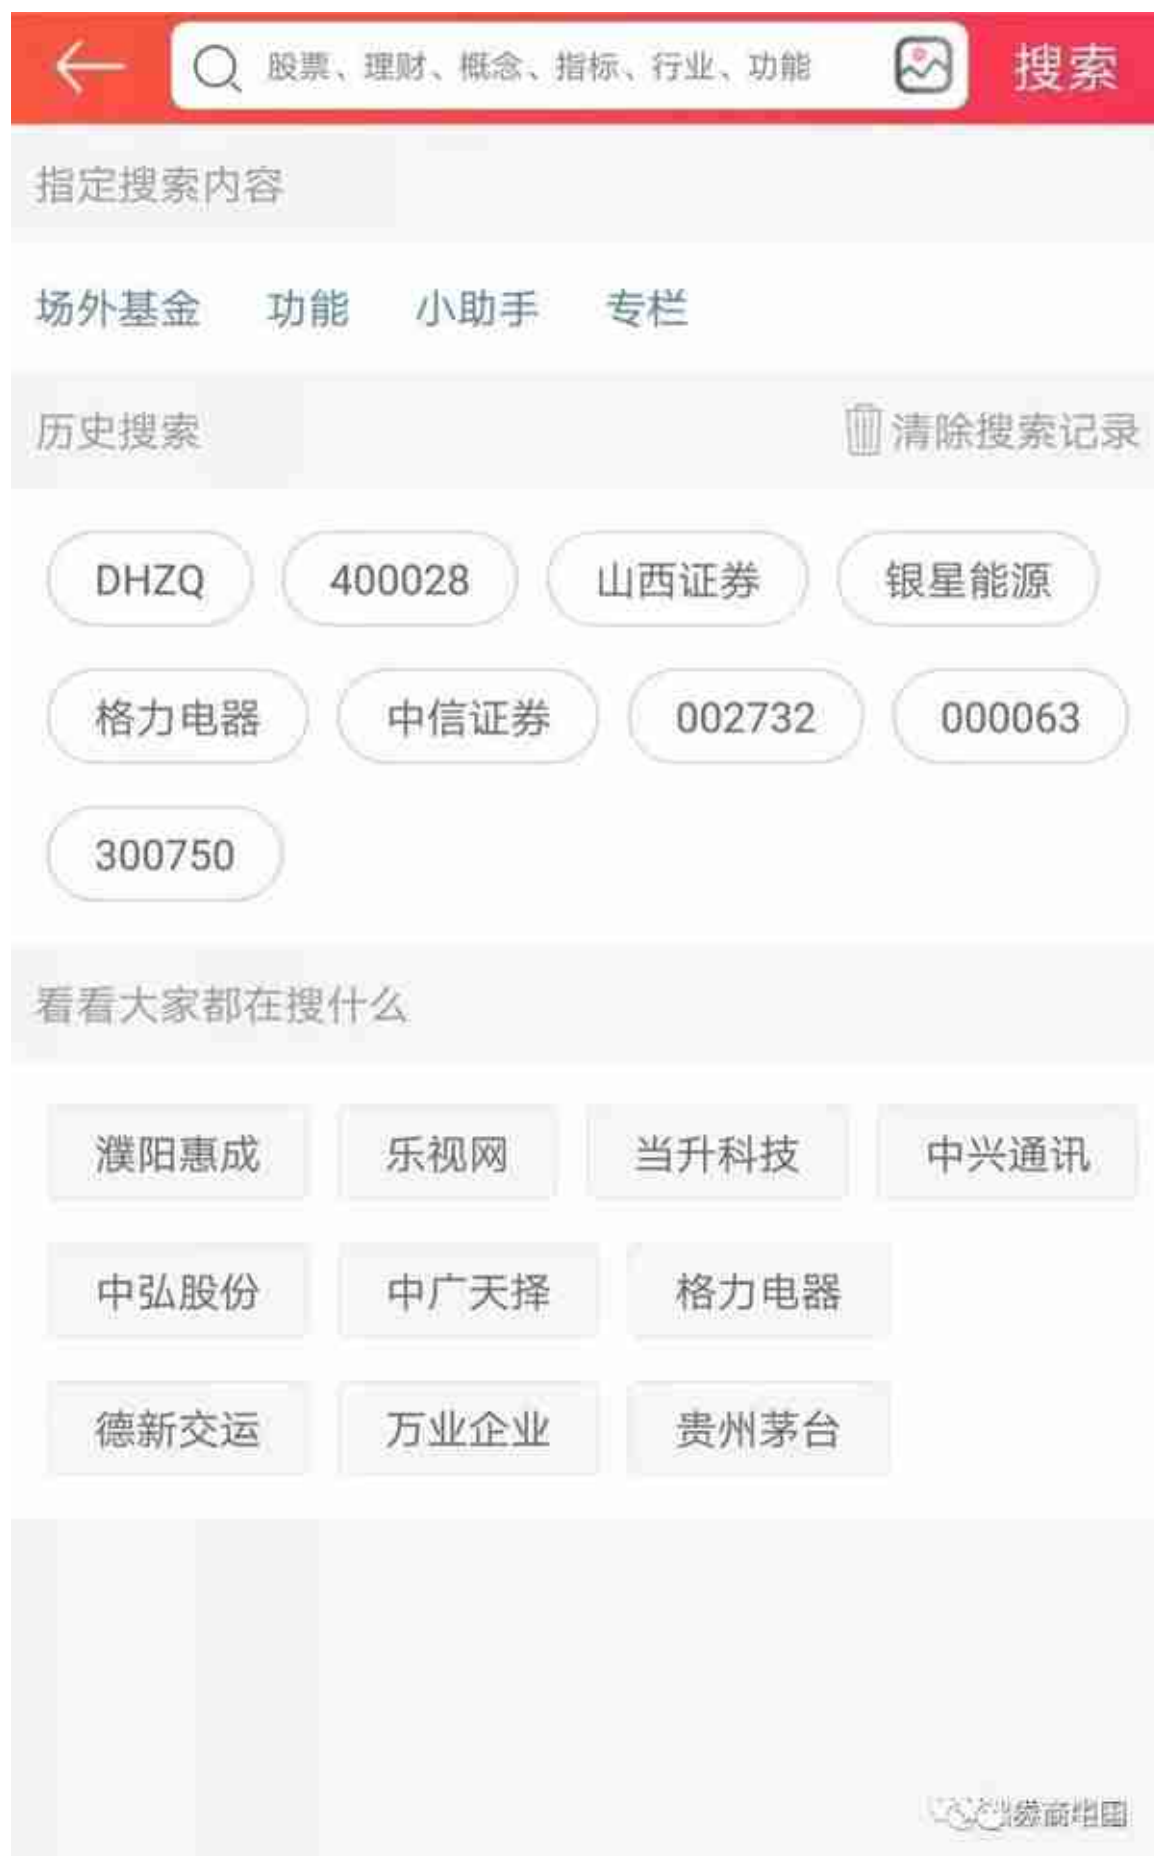 股票、理财、概念、指标、行业、功能 搜索
指定搜索内容
场外基金 功能 小助手 专栏
历史搜索 清除搜索记录
DHZQ 400028 山西证券 银星能源
格力电器 中信证券 002732 000063
300750
看看大家都在搜什么
濮阳惠成 乐视网 当升科技 中兴通讯
中弘股份 中广天择 格力电器
德新交运 万业企业 贵州茅台